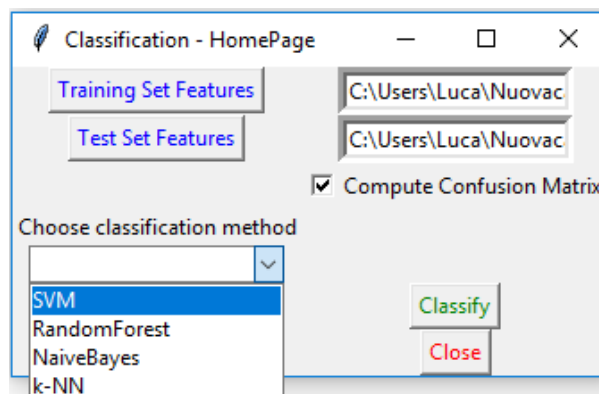 Classification - HomePage
Training Set Features C:\Users\Luca\Nuovac
Test Set Features C:\Users\Luca\Nuovac
Compute Confusion Matrix
Choose classification method
SVM
RandomForest Classify
NaiveBayes Close
k-NN